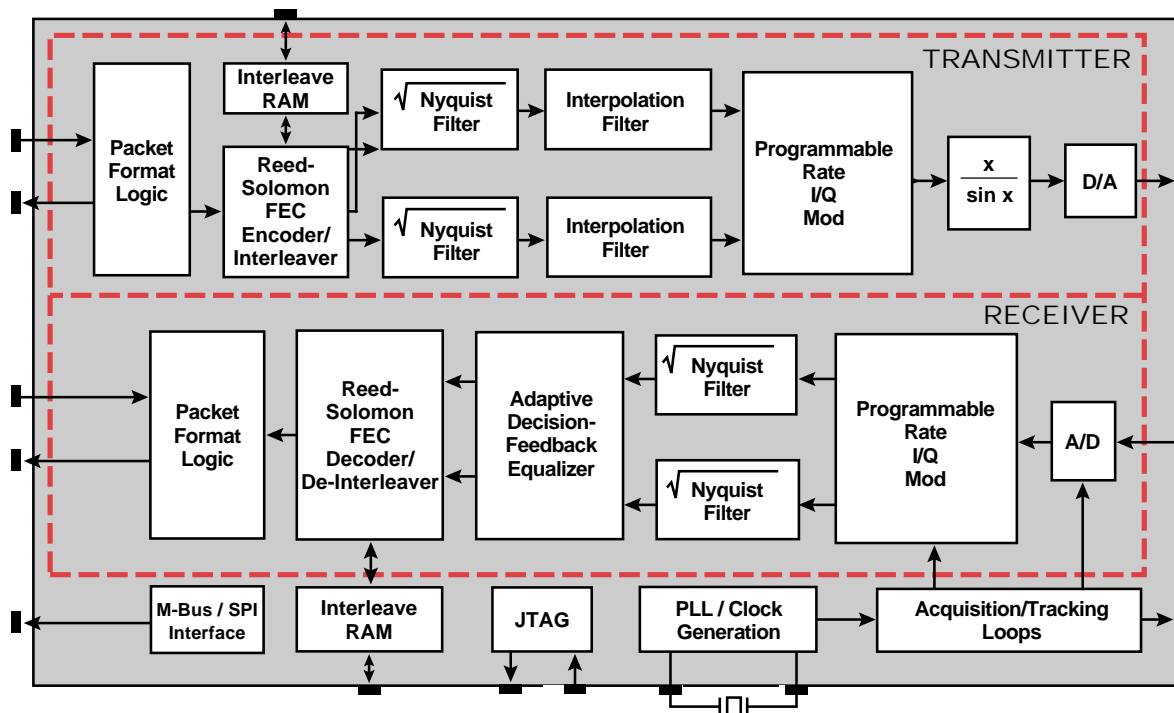 TRANSMITTER
Packet
Format
Logic
Interleave
RAM
Reed-
Solomon
FEC
Encoder/
Interleaver
√ Nyquist
Filter
√ Nyquist
Filter
Interpolation
Filter
Interpolation
Filter
Programmable
Rate
I/Q
Mod
x
sin x
D/A
RECEIVER
Packet
Format
Logic
Reed-
Solomon
FEC
Decoder/
De-Interleaver
Adaptive
Decision-
Feedback
Equalizer
√ Nyquist
Filter
√ Nyquist
Filter
Programmable
Rate
I/Q
Mod
A/D
M-Bus / SPI
Interface
Interleave
RAM
JTAG
PLL / Clock
Generation
Acquisition/Tracking
Loops